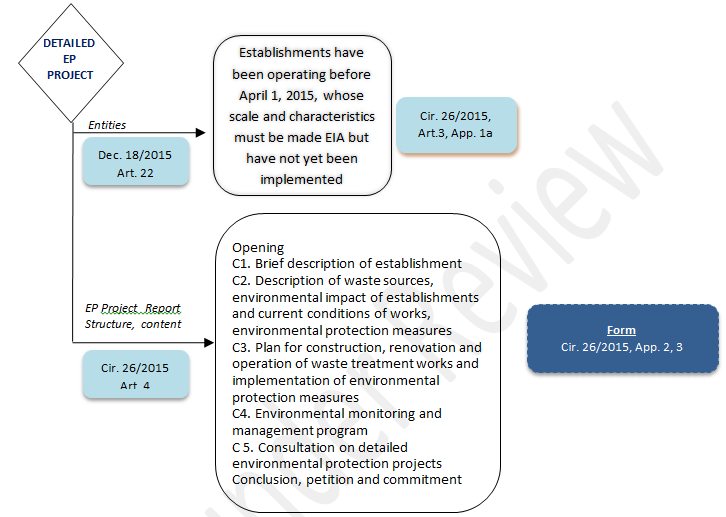 DETAILED
EP
PROJECT
Entities
Dec. 18/2015
Art. 22
Establishments have
been operating before
April 1, 2015, whose
scale and characteristics
must be made EIA but
have not yet been
implemented
Cir. 26/2015,
Art.3, App. 1a
EP Project Report
Structure, content
Cir. 26/2015
Art. 4
Opening
C1. Brief description of establishment
C2. Description of waste sources,
environmental impact of establishments
and current conditions of works,
environmental protection measures
C3. Plan for construction, renovation and
operation of waste treatment works and
implementation of environmental
protection measures
C4. Environmental monitoring and
management program
C 5. Consultation on detailed
environmental protection projects
Conclusion, petition and commitment
Form
Cir. 26/2015, App. 2, 3
under Review